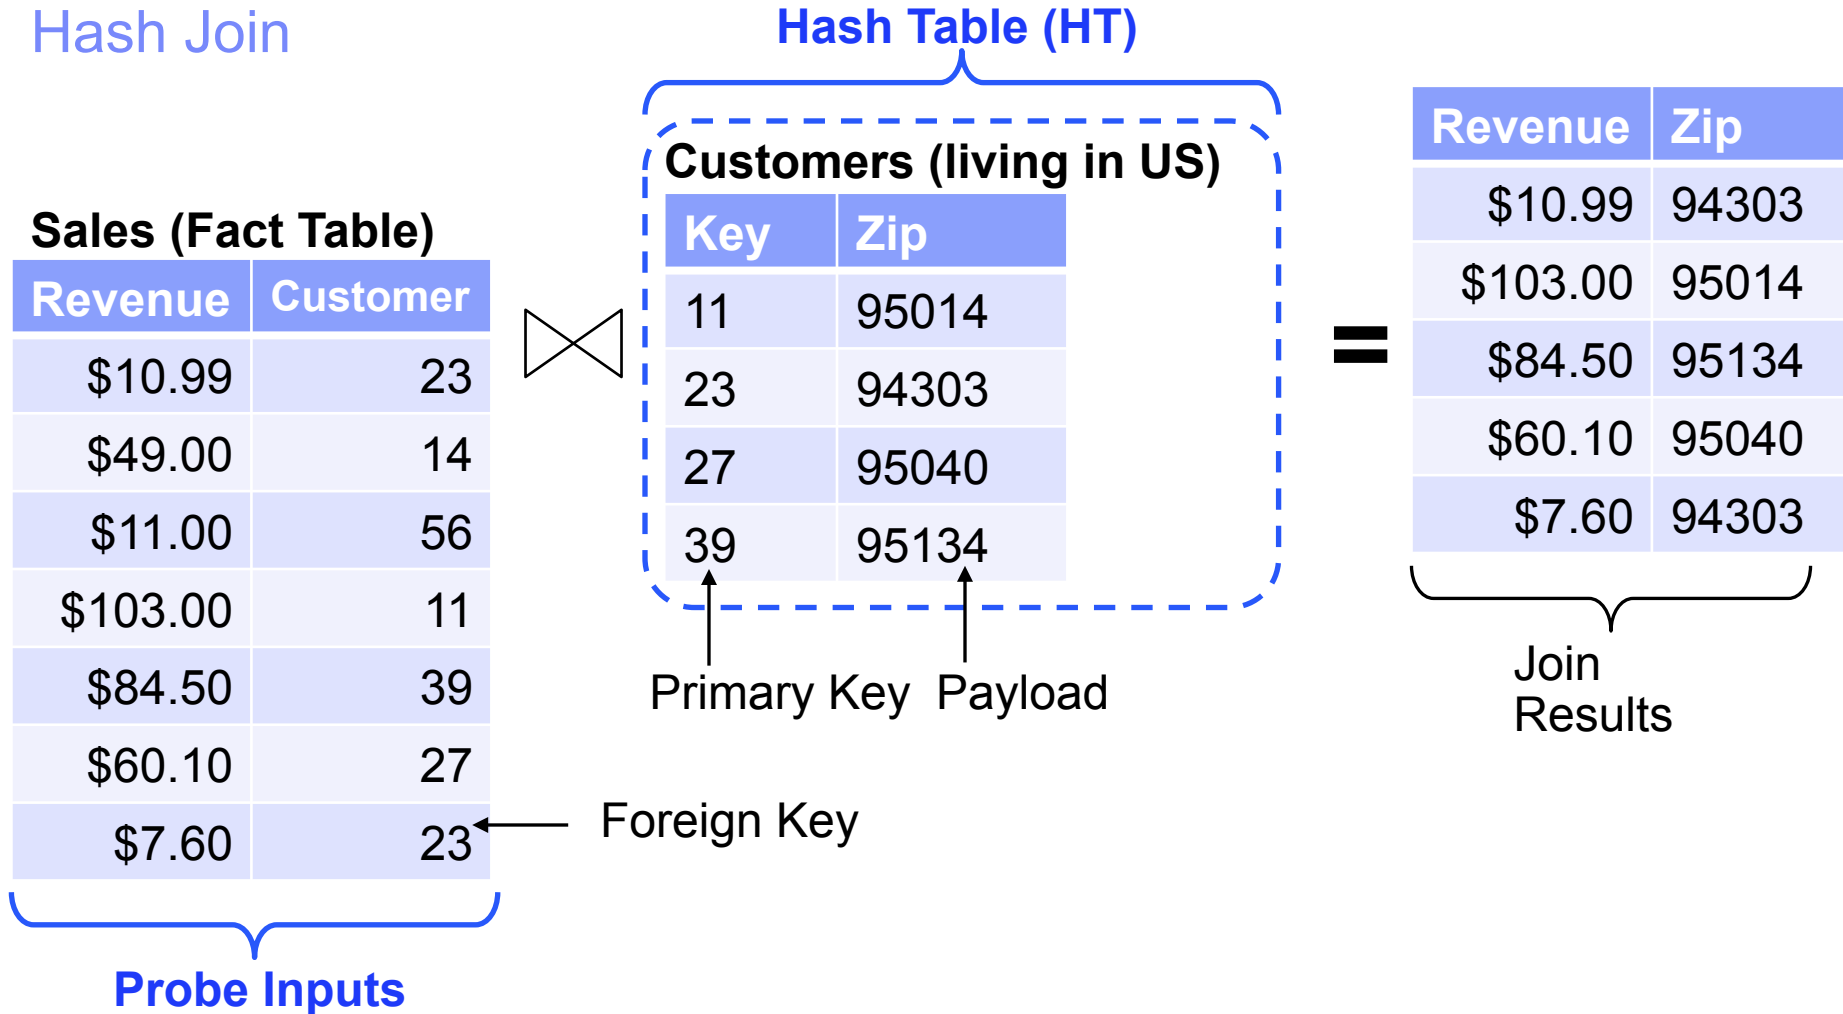 Hash Join
Hash Table (HT)
Sales (Fact Table)
Revenue Customer
$10.99 23
$49.00 14
$11.00 56
$103.00 11
$84.50 39
$60.10 27
$7.60 23
Probe Inputs
Foreign Key
Customers (living in US)
Key Zip
11 95014
23 94303
27 95040
39 95134
Primary Key Payload
=
Revenue Zip
$10.99 94303
$103.00 95014
$84.50 95134
$60.10 95040
$7.60 94303
Join
Results